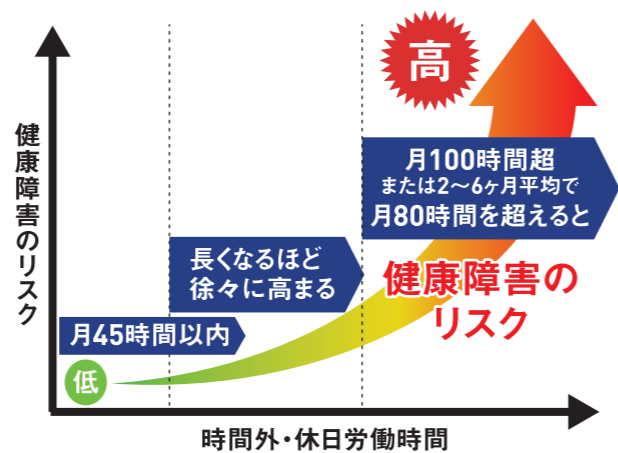 高
月100時間超
または2〜6ヶ月平均で
月80時間を超えると
長くなるほど
徐々に高まる
健康障害の
リスク
月45時間以内
低
健康障害のリスク
時間外・休日労働時間